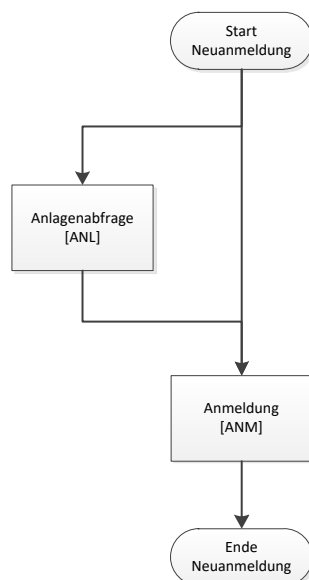 Start
Neuanmeldung
Anlagenabfrage
[ANL]
Anmeldung
[ANM]
Ende
Neuanmeldung